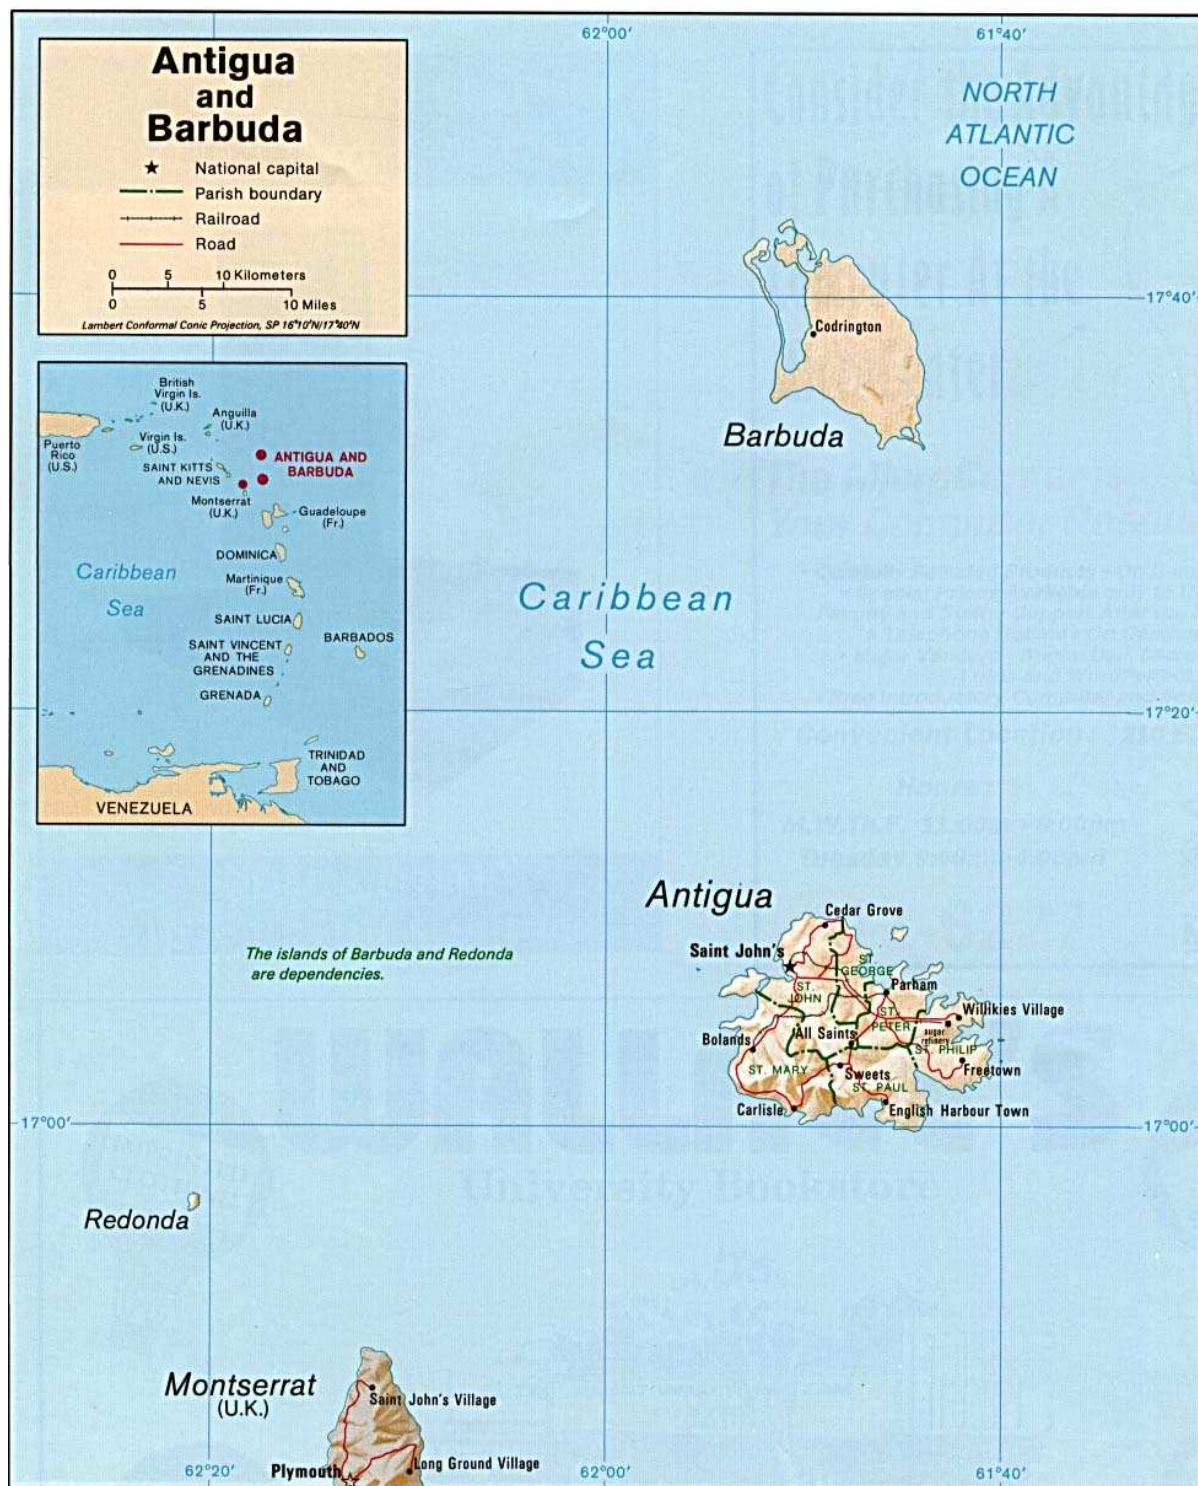 62°00'
61°40'
Antigua
and
Barbuda
National capital
Parish boundary
Railroad
Road
0 5 10 Kilometers
0 5 10 Miles
Lambert Conformal Conic Projection, SP 16°10'N/17°40'N
NORTH
ATLANTIC
OCEAN
17°40'
Codrington
Barbuda
British
Virgin Is.
(U.K.)
Anguilla
(U.K.)
Virgin Is.
(U.S.)
Puerto
Rico
(U.S.)
SAINT KITTS
AND NEVIS
ANTIGUA AND
BARBUDA
Montserrat
(U.K.)
Guadeloupe
(Fr.)
DOMINICA
Caribbean
Sea
Martinique
(Fr.)
SAINT LUCIA
SAINT VINCENT
AND THE
GRENADINES
BARBADOS
GRENADA
TRINIDAD
AND
TOBAGO
VENEZUELA
Caribbean
Sea
17°20'
Antigua
Cedar Grove
Saint John's
ST.
GEORGE
ST.
JOHN
Parham
ST.
PETER
Willikies Village
sugar
refinery
Bolands
All Saints
ST. PHILIP
ST. MARY
Sweets
Freetown
ST. PAUL
Carlisle
English Harbour Town
The islands of Barbuda and Redonda
are dependencies.
17°00'
17°00'
University Bookstore
Redonda
Montserrat
(U.K.)
Saint John's Village
Plymouth
Long Ground Village
62°20'
62°00'
61°40'